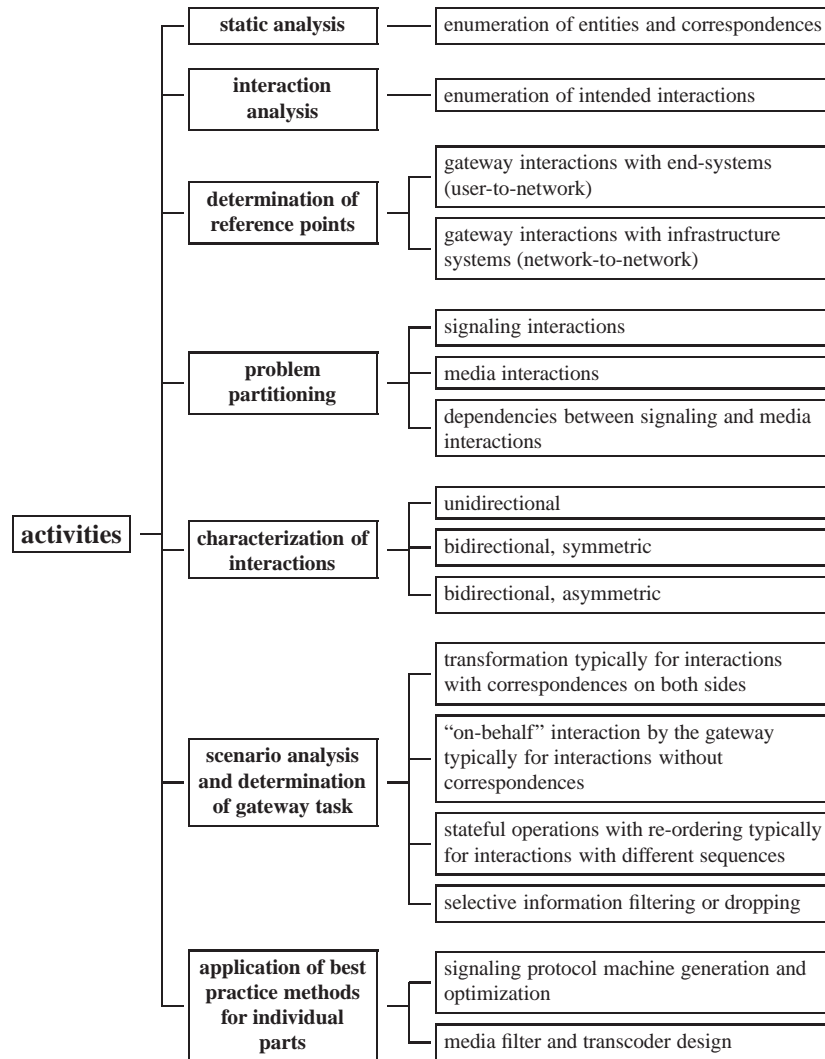 activities
static analysis
enumeration of entities and correspondences
interaction
analysis
enumeration of intended interactions
determination of
reference points
gateway interactions with end-systems
(user-to-network)
gateway interactions with infrastructure
systems (network-to-network)
problem
partitioning
signaling interactions
media interactions
dependencies between signaling and media
interactions
characterization of
interactions
unidirectional
bidirectional, symmetric
bidirectional, asymmetric
scenario analysis
and determination
of gateway task
transformation typically for interactions
with correspondences on both sides
“on-behalf” interaction by the gateway
typically for interactions without
correspondences
stateful operations with re-ordering typically
for interactions with different sequences
selective information filtering or dropping
application of best
practice methods
for individual
parts
signaling protocol machine generation and
optimization
media filter and transcoder design